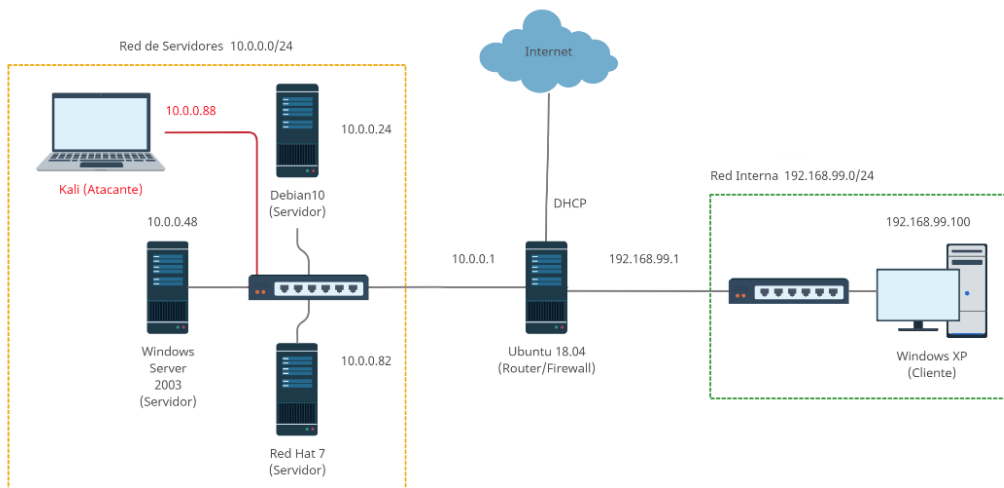 Red de Servidores 10.0.0.0/24
Internet
10.0.0.88
10.0.0.24
Kali (Atacante)
Debian10
(Servidor)
Red Interna 192.168.99.0/24
DHCP
10.0.0.48
192.168.99.100
10.0.0.1
192.168.99.1
Windows
Server
2003
(Servidor)
10.0.0.82
Ubuntu 18.04
(Router/Firewall)
Windows XP
(Cliente)
Red Hat 7
(Servidor)